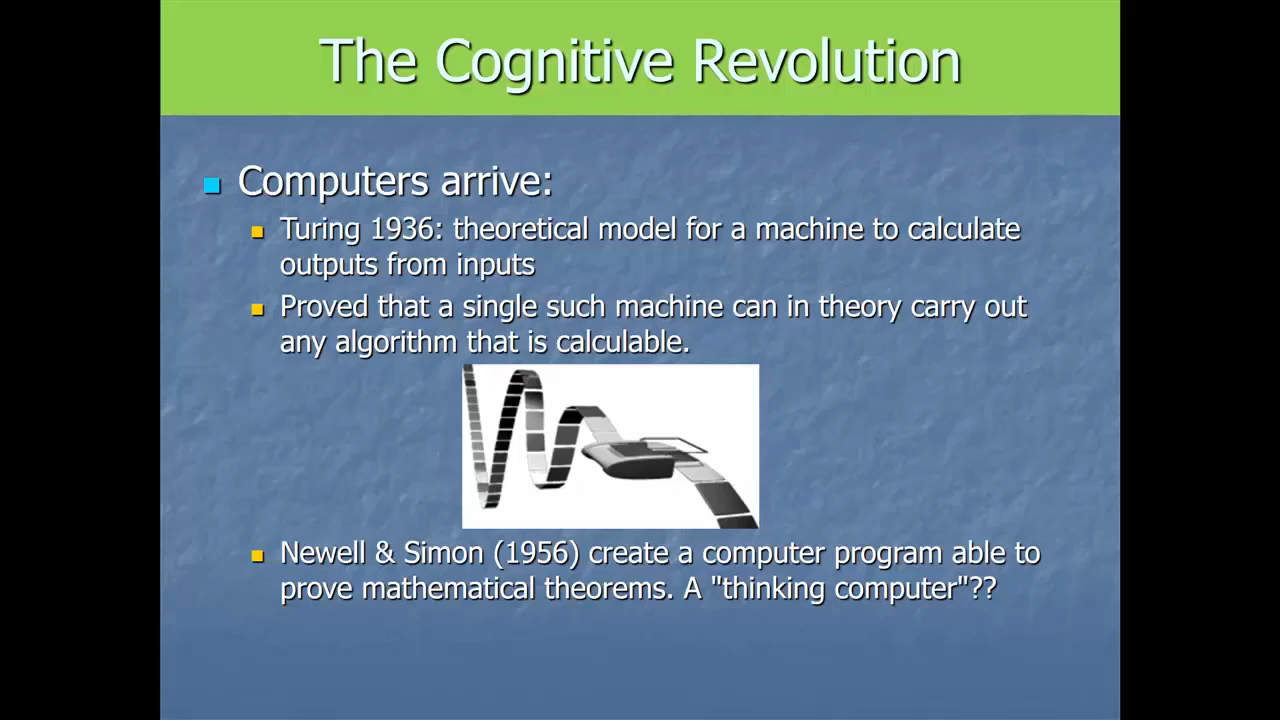 The Cognitive Revolution
Computers arrive:
Turing 1936: theoretical model for a machine to calculate
outputs from inputs
Proved that a single such machine can in theory carry out
any algorithm that is calculable.
Newell & Simon (1956) create a computer program able to
prove mathematical theorems. A "thinking computer"??